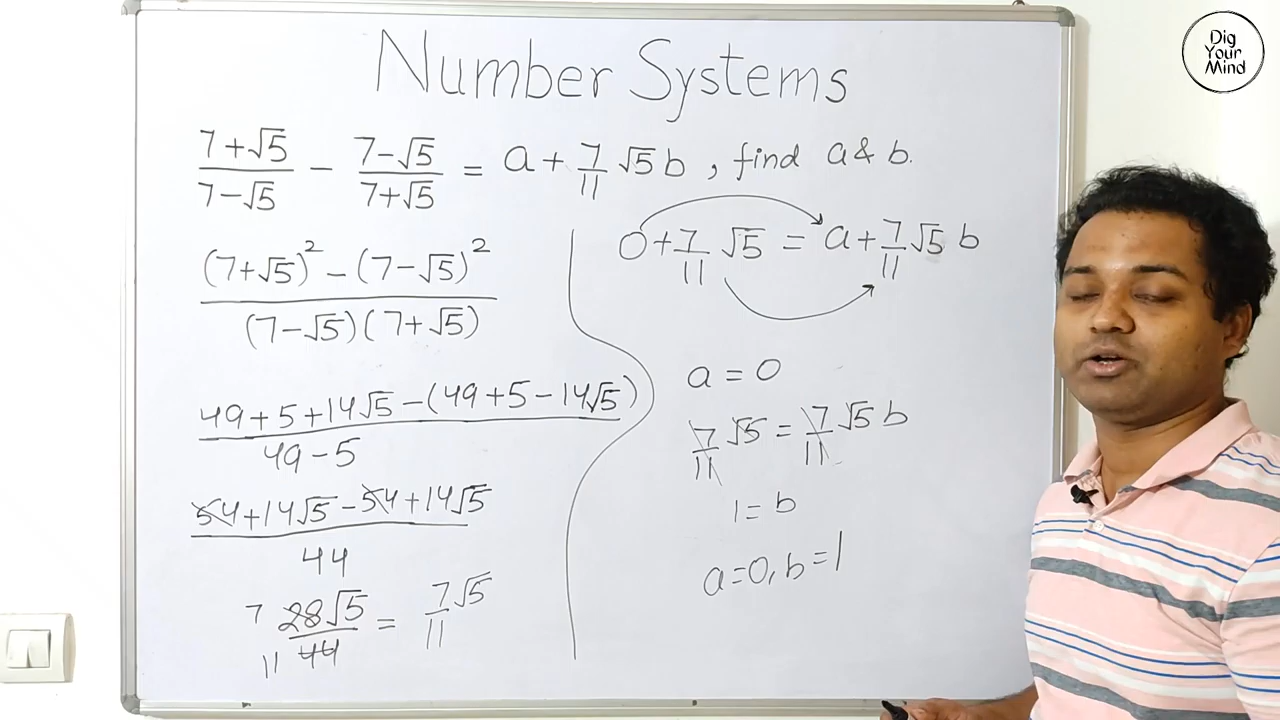 Number Systems
Dig
Your
Mind
7+√5/7-√5 - 7-√5/7+√5 = a + 7/11 √5 b , find a & b.
(7+√5)² - (7-√5)²
(7-√5)(7+√5)
49+5+14√5-(49+5-14√5)
49-5
54+14√5-54+14√5
44
7 28√5/44 11 = 7√5/11
0+7/11 √5 = a+7/11 √5 b
a=0
7/11 √5 = 7/11 √5 b
1=b
a=0, b=1